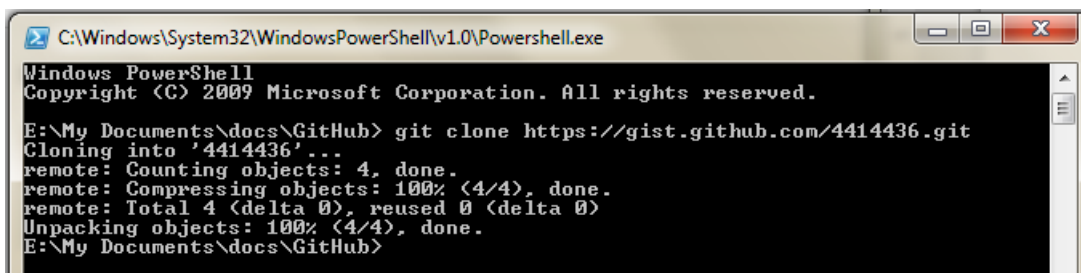 C:\Windows\System32\WindowsPowerShell\v1.0\Powershell.exe
Windows PowerShell
Copyright (C) 2009 Microsoft Corporation. All rights reserved.
E:\My Documents\docs\GitHub> git clone https://gist.github.com/4414436.git
Cloning into '4414436'...
remote: Counting objects: 4, done.
remote: Compressing objects: 100% (4/4), done.
remote: Total 4 (delta 0), reused 0 (delta 0)
Unpacking objects: 100% (4/4), done.
E:\My Documents\docs\GitHub>